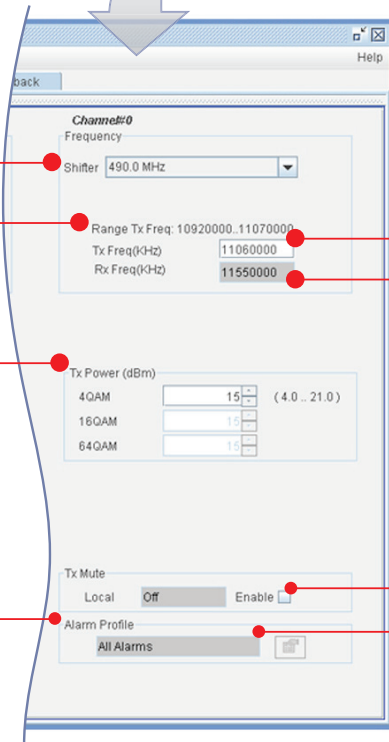 Help
back
Channel#0
Frequency
Shifter 490.0 MHz
Range Tx Freq: 10920000..11070000
Tx Freq(KHz) 11060000
Rx Freq(KHz) 11550000
Tx Power (dBm)
4QAM 15 ( 4.0 .. 21.0 )
16QAM 15
64QAM 15
Tx Mute
Local Off Enable
Alarm Profile
All Alarms